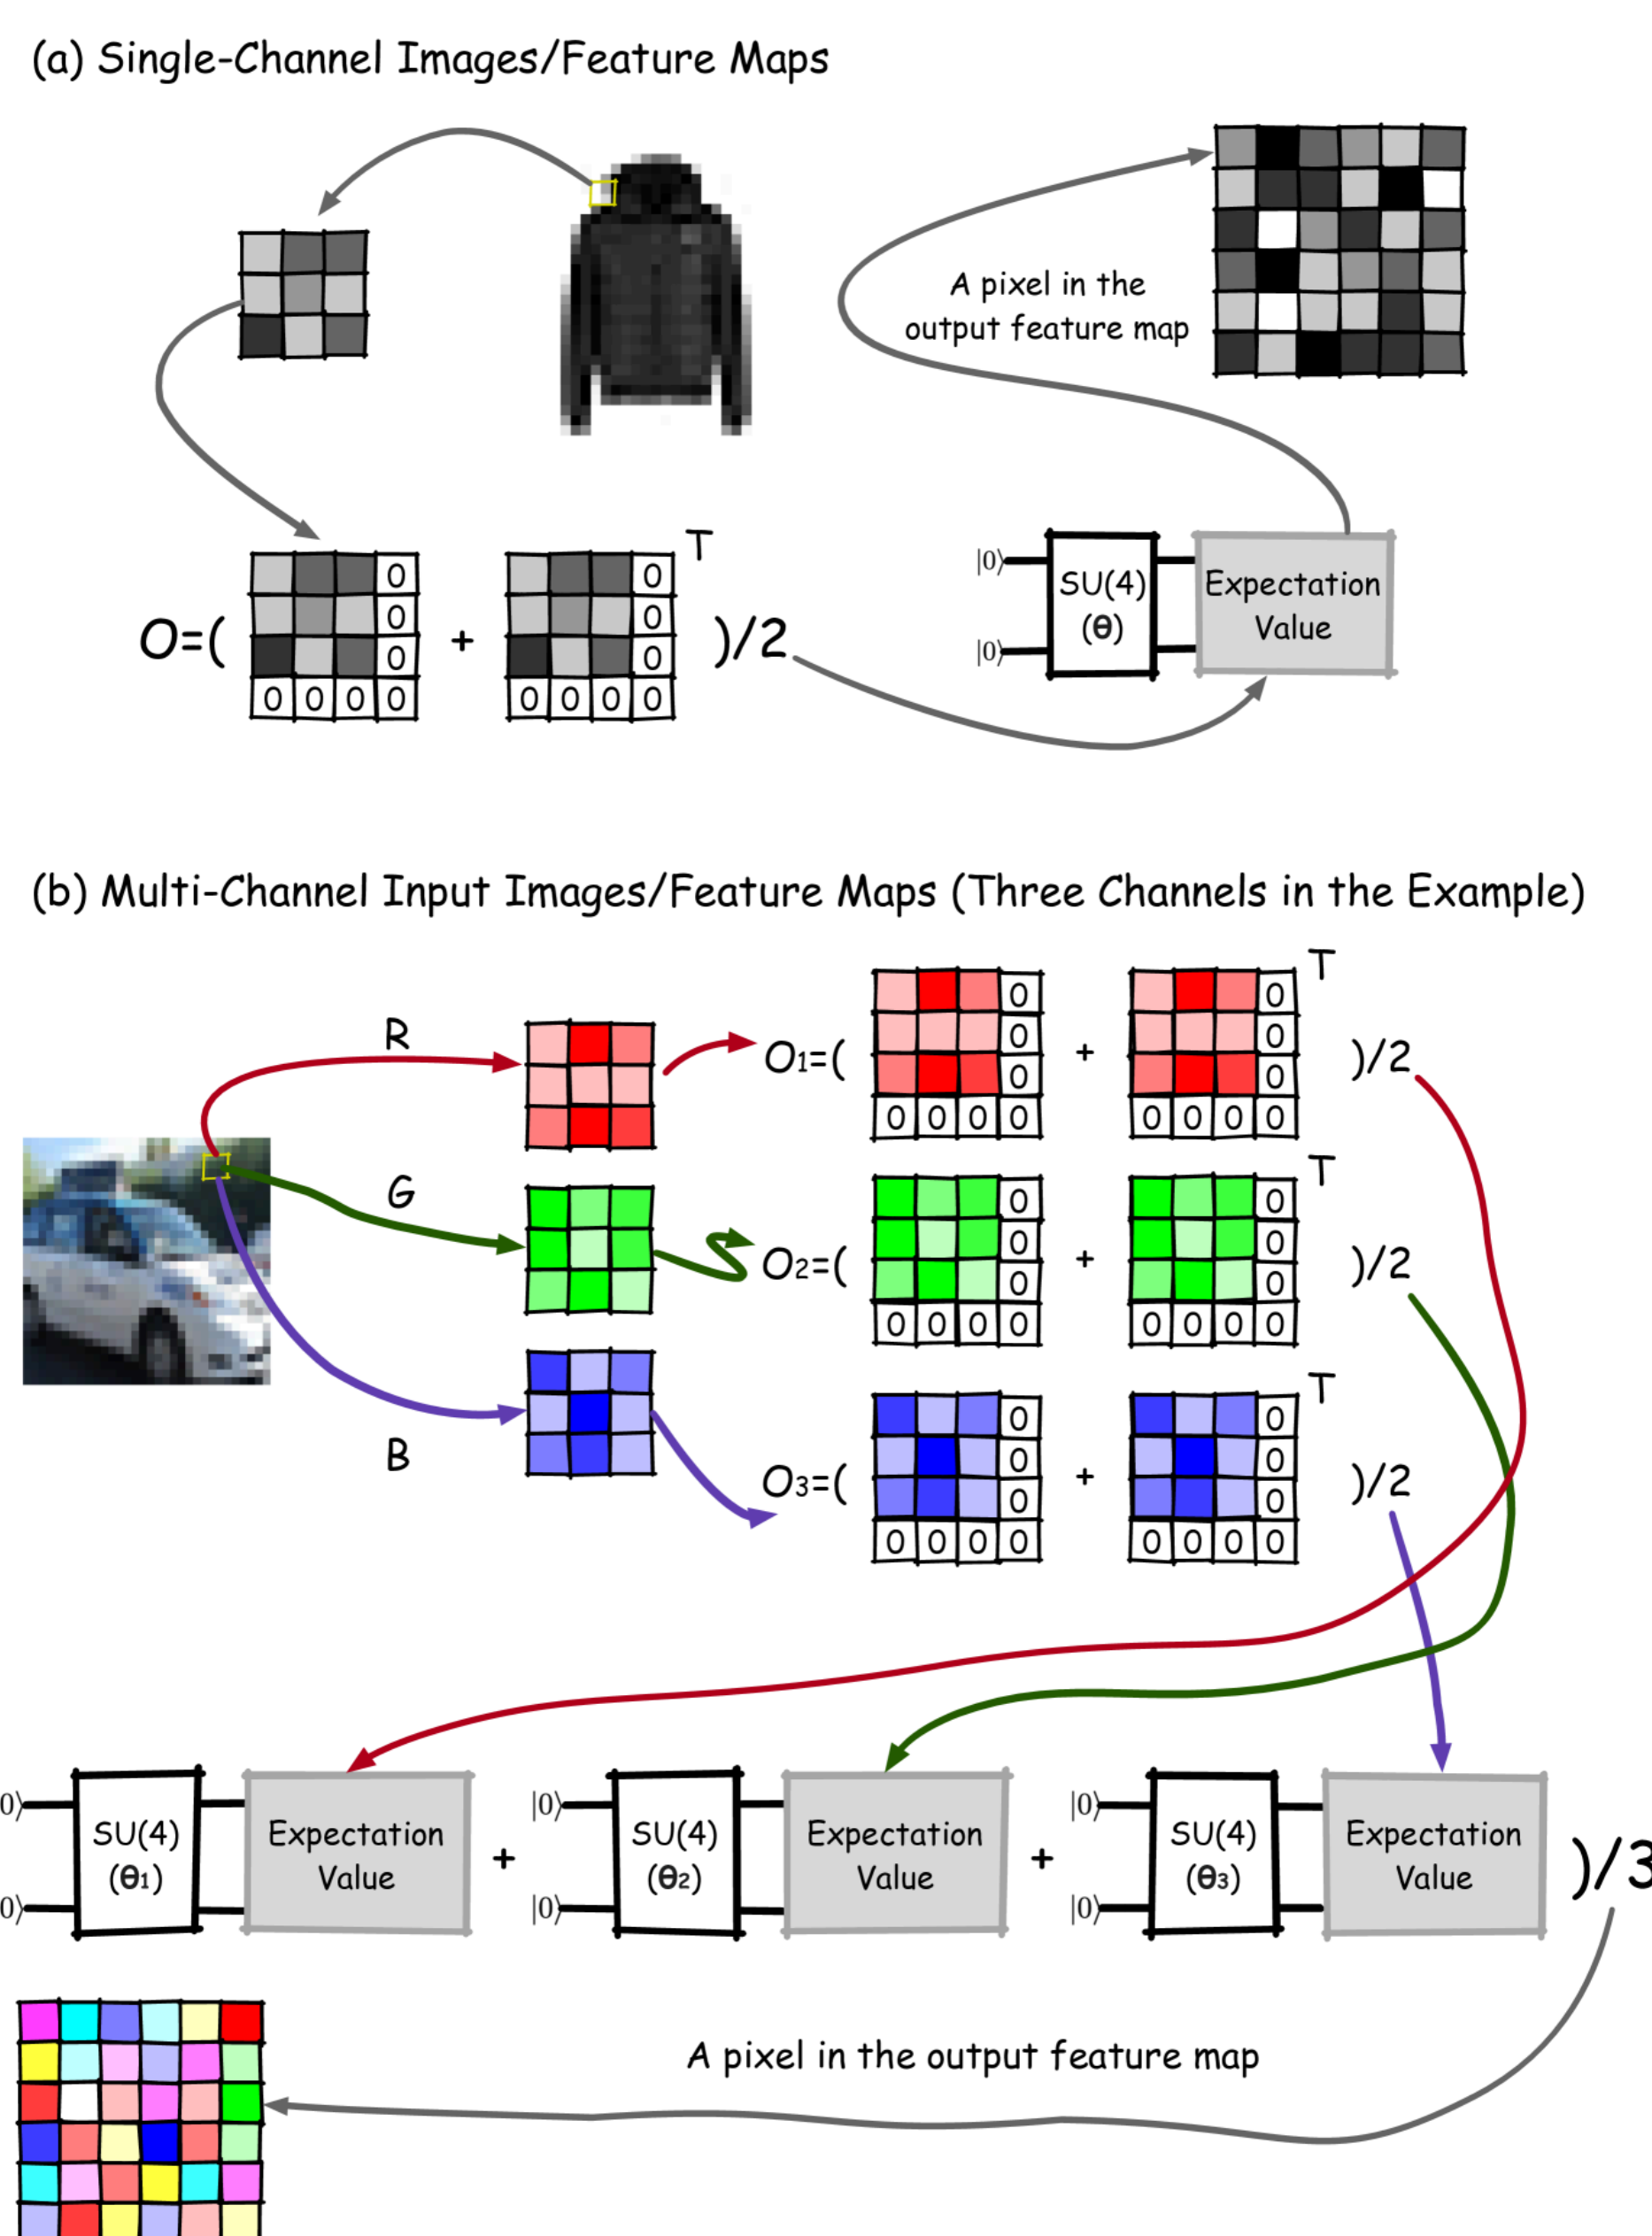 (a) Single-Channel Images/Feature Maps
A pixel in the
output feature map
O=(
0
0
0
0 0 0 0
+
0
0
0
0 0 0 0
T
)/2
|0⟩
|0⟩
SU(4)
(θ)
Expectation
Value
(b) Multi-Channel Input Images/Feature Maps (Three Channels in the Example)
R
G
B
O1=(
0
0
0
0 0 0 0
+
0
0
0
0 0 0 0
T
)/2
O2=(
0
0
0
0 0 0 0
+
0
0
0
0 0 0 0
T
)/2
O3=(
0
0
0
0 0 0 0
+
0
0
0
0 0 0 0
T
)/2
0⟩
0⟩
SU(4)
(θ1)
Expectation
Value
+
|0⟩
|0⟩
SU(4)
(θ2)
Expectation
Value
+
|0⟩
|0⟩
SU(4)
(θ3)
Expectation
Value
)/3
A pixel in the output feature map